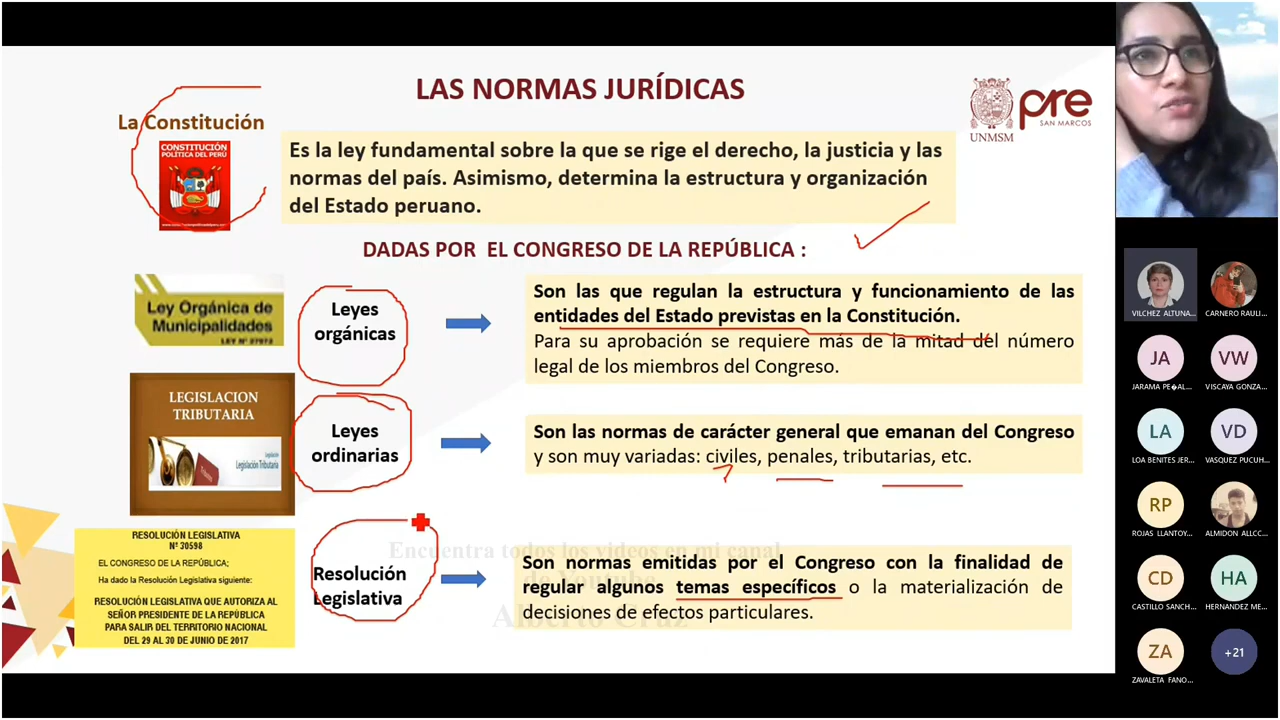 LAS NORMAS JURÍDICAS
UNMSM
pre
SAN MARCOS
La Constitución
CONSTITUCIÓN
POLÍTICA DEL PERÚ
Es la ley fundamental sobre la que se rige el derecho, la justicia y las
normas del país. Asimismo, determina la estructura y organización
del Estado peruano.
DADAS POR EL CONGRESO DE LA REPÚBLICA :
Ley Orgánica de
Municipalidades
Leyes
orgánicas
Son las que regulan la estructura y funcionamiento de las
entidades del Estado previstas en la Constitución.
Para su aprobación se requiere más de la mitad del número
legal de los miembros del Congreso.
LEGISLACION
TRIBUTARIA
Legislación Tributaria
Leyes
ordinarias
Son las normas de carácter general que emanan del Congreso
y son muy variadas: civiles, penales, tributarias, etc.
RESOLUCIÓN LEGISLATIVA
Nº 30598
EL CONGRESO DE LA REPÚBLICA;
Ha dado la Resolución Legislativa siguiente:
RESOLUCIÓN LEGISLATIVA QUE AUTORIZA AL
SEÑOR PRESIDENTE DE LA REPÚBLICA
PARA SALIR DEL TERRITORIO NACIONAL
DEL 29 AL 30 DE JUNIO DE 2017
Resolución
Legislativa
Son normas emitidas por el Congreso con la finalidad de
regular algunos temas específicos o la materialización de
decisiones de efectos particulares.
Encuentra todos los videos en mi canal
de Youtube
Alberto Cruz
VILCHEZ ALTUNA...
CARNERO RAULI...
JA
JARAMA PE�AL...
VW
VISCAYA GONZA...
LA
LOA BENITES JER...
VD
VASQUEZ PUCUH...
RP
ROJAS LLANTOY...
ALMIDON ALLCC...
CD
CASTILLO SANCH...
HA
HERNANDEZ ME...
ZA
ZAVALETA FANO...
+21